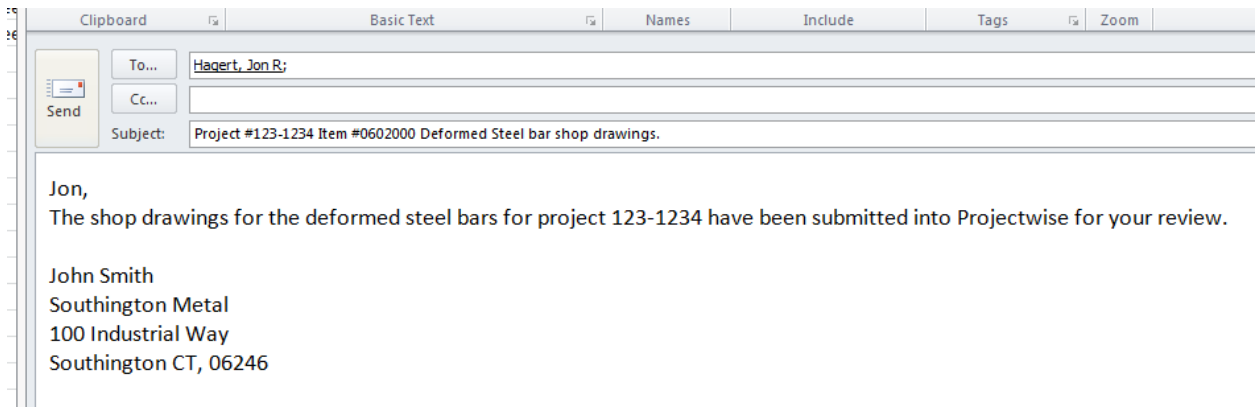 Clipboard Basic Text Names Include Tags Zoom
To... Hagert, Jon R;
Cc...
Send
Subject: Project #123-1234 Item #0602000 Deformed Steel bar shop drawings.
Jon,
The shop drawings for the deformed steel bars for project 123-1234 have been submitted into Projectwise for your review.
John Smith
Southington Metal
100 Industrial Way
Southington CT, 06246